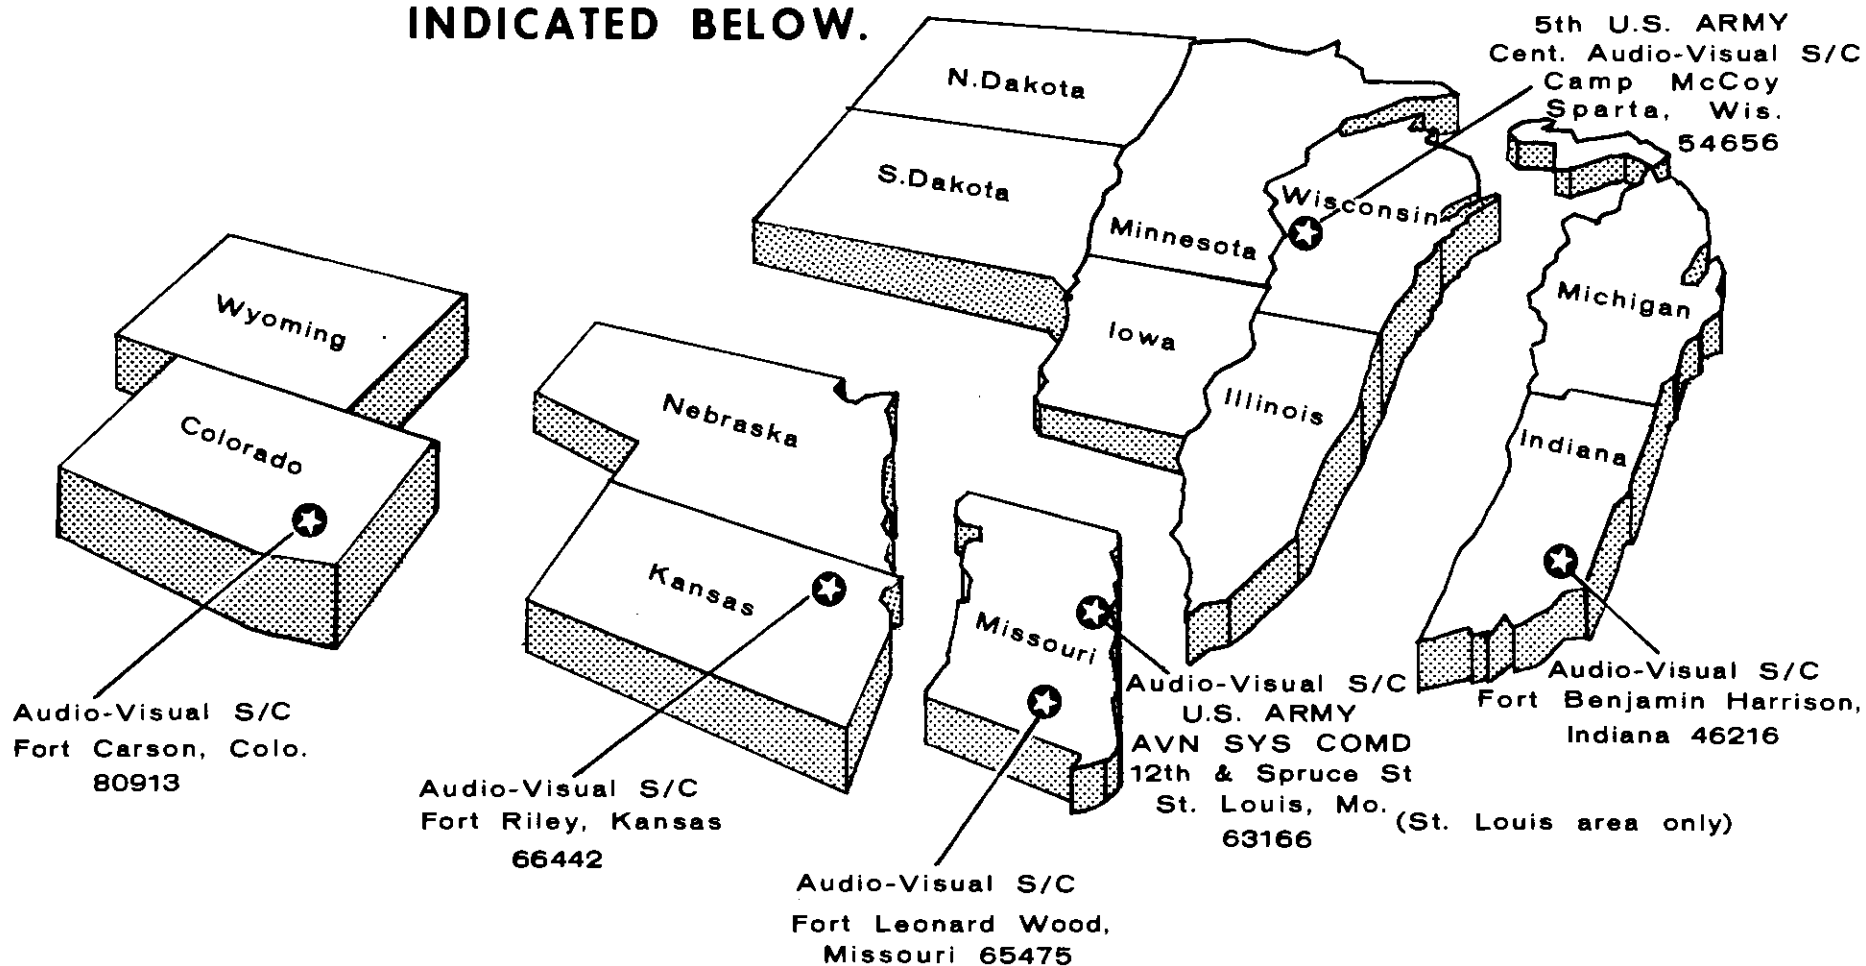 INDICATED BELOW.
5th U.S. ARMY
Cent. Audio-Visual S/C
Camp McCoy
Sparta, Wis.
54656
N.Dakota
S.Dakota
Minnesota
Wisconsin
Iowa
Illinois
Michigan
Indiana
Wyoming
Colorado
Nebraska
Kansas
Missouri
Audio-Visual S/C
Fort Carson, Colo.
80913
Audio-Visual S/C
Fort Riley, Kansas
66442
Audio-Visual S/C
Fort Leonard Wood,
Missouri 65475
Audio-Visual S/C
U.S. ARMY
AVN SYS COMD
12th & Spruce St
St. Louis, Mo.
63166
(St. Louis area only)
Audio-Visual S/C
Fort Benjamin Harrison,
Indiana 46216